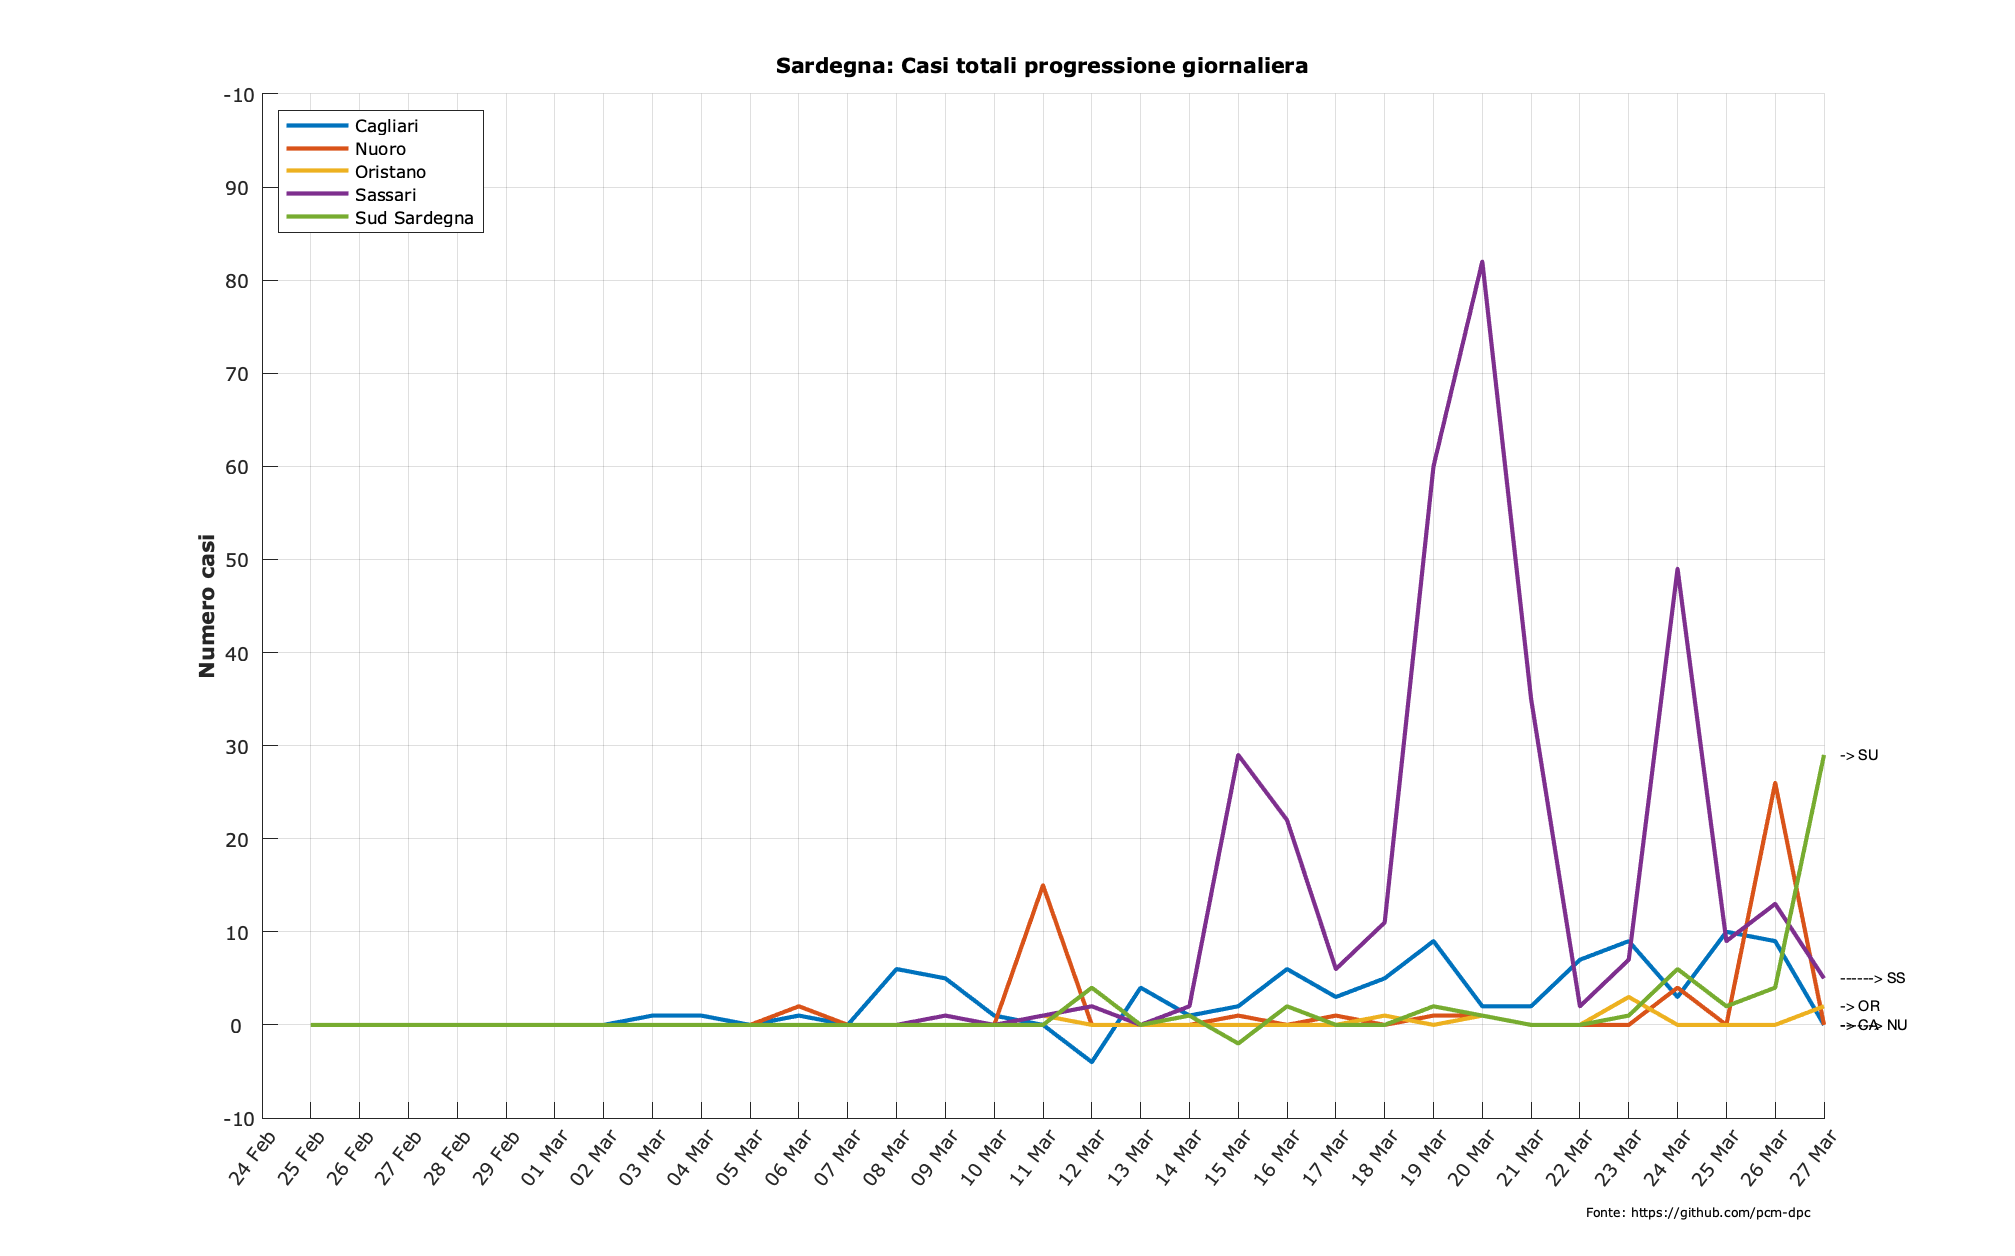 Sardegna: Casi totali progressione giornaliera
-10
90
80
70
60
50
40
30
20
10
0
-10
Numero casi
Cagliari
Nuoro
Oristano
Sassari
Sud Sardegna
-> SU
------> SS
-> OR
-> CA
-> NU
24 Feb
25 Feb
26 Feb
27 Feb
28 Feb
29 Feb
01 Mar
02 Mar
03 Mar
04 Mar
05 Mar
06 Mar
07 Mar
08 Mar
09 Mar
10 Mar
11 Mar
12 Mar
13 Mar
14 Mar
15 Mar
16 Mar
17 Mar
18 Mar
19 Mar
20 Mar
21 Mar
22 Mar
23 Mar
24 Mar
25 Mar
26 Mar
27 Mar
Fonte: https://github.com/pcm-dpc